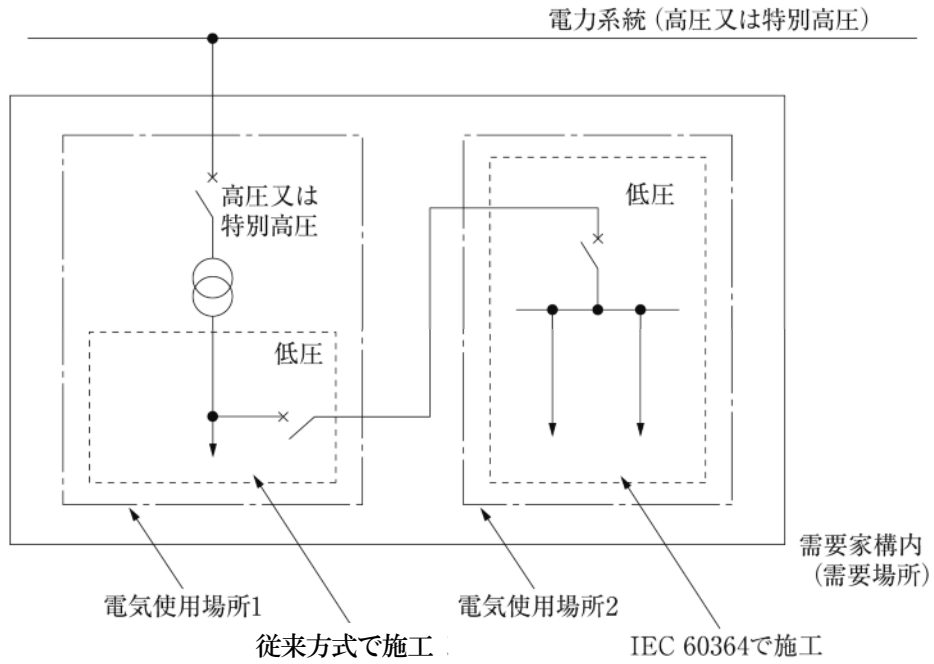 電力系統（高圧又は特別高圧）
高圧又は
特別高圧
低圧
低圧
需要家構内
（需要場所）
電気使用場所1
電気使用場所2
従来方式で施工
IEC 60364で施工